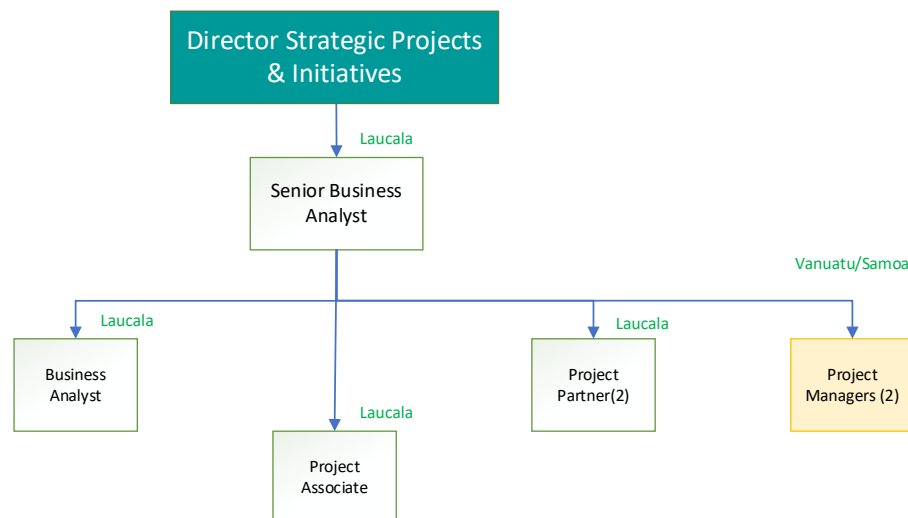 Director Strategic Projects
& Initiatives
Laucala
Senior Business
Analyst
Vanuatu/Samoa
Laucala
Business
Analyst
Laucala
Project
Associate
Laucala
Project
Partner(2)
Project
Managers (2)